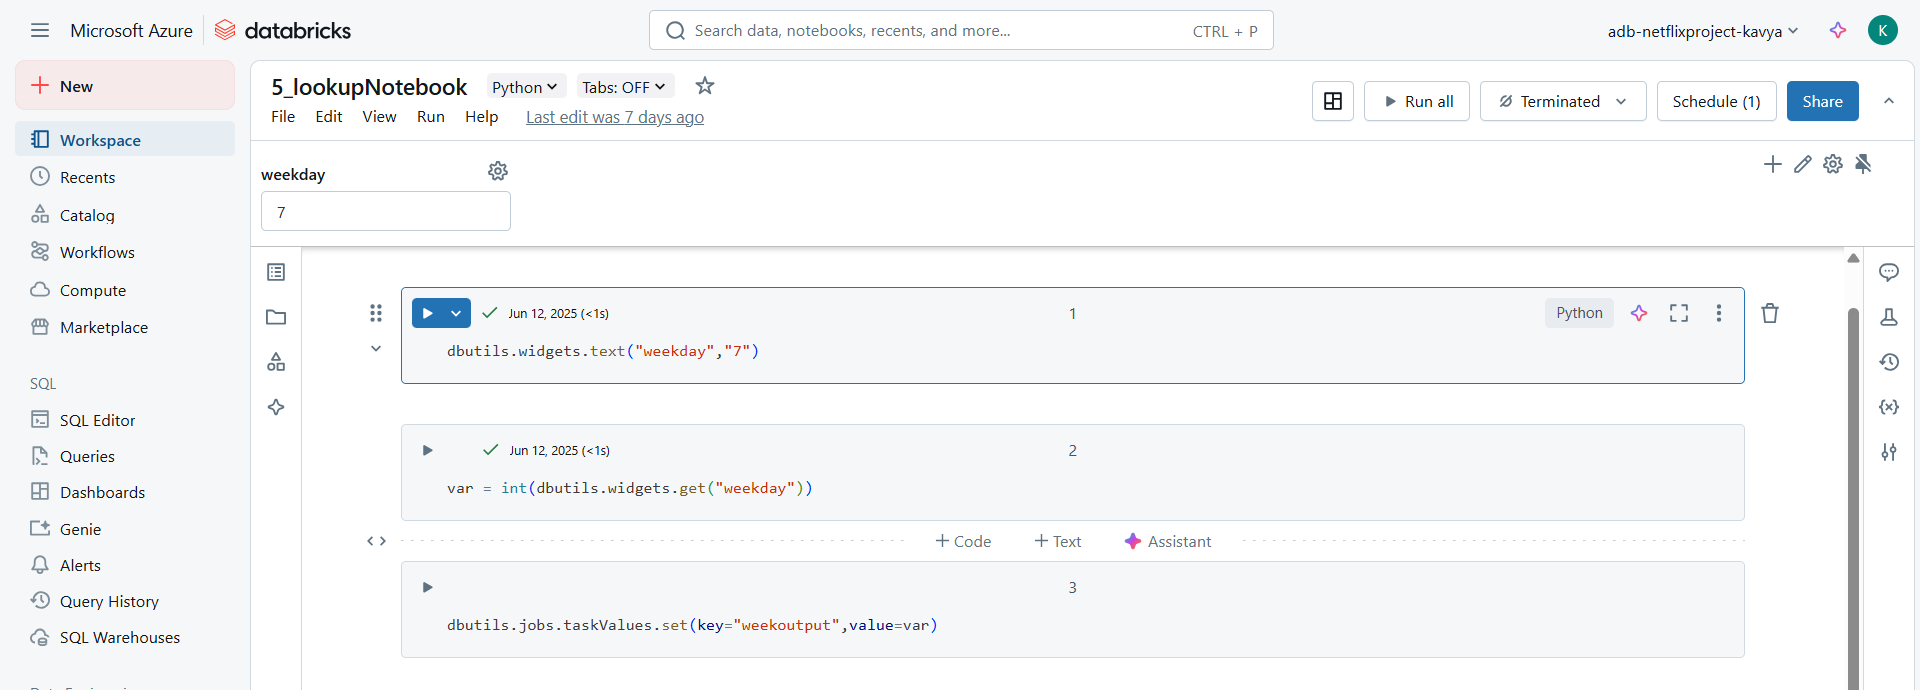 Microsoft Azure
databricks
Search data, notebooks, recents, and more...
CTRL + P
adb-netflixproject-kavya
K
New
Workspace
Recents
Catalog
Workflows
Compute
Marketplace
SQL
SQL Editor
Queries
Dashboards
Genie
Alerts
Query History
SQL Warehouses
5_lookupNotebook
Python
Tabs: OFF
File Edit View Run Help Last edit was 7 days ago
Run all
Terminated
Schedule (1)
Share
weekday
7
Jun 12, 2025 (<1s)
1
Python
dbutils.widgets.text("weekday","7")
Jun 12, 2025 (<1s)
2
var = int(dbutils.widgets.get("weekday"))
+ Code + Text Assistant
3
dbutils.jobs.taskValues.set(key="weekoutput",value=var)